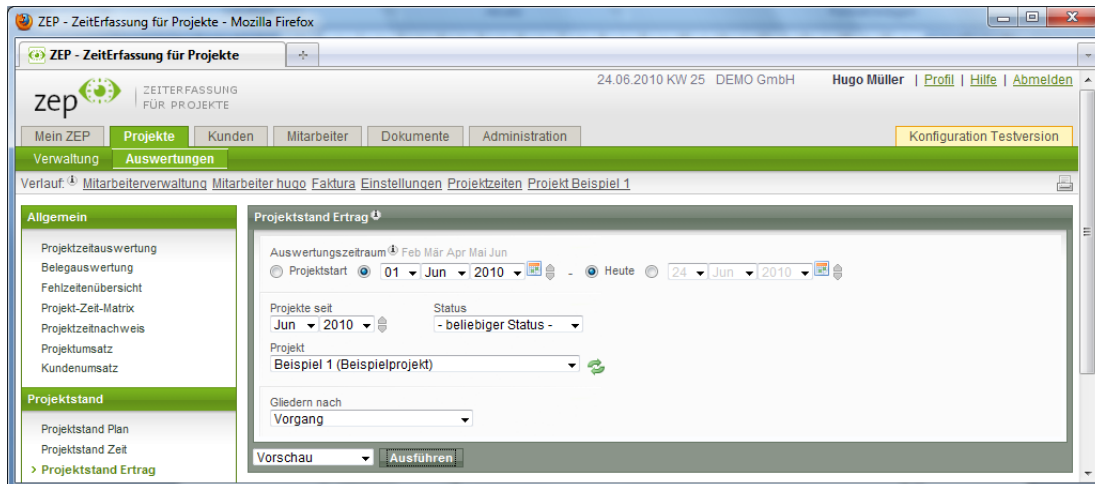 ZEP - ZeitErfassung für Projekte - Mozilla Firefox
ZEP - ZeitErfassung für Projekte
24.06.2010 KW 25 DEMO GmbH Hugo Müller | Profil | Hilfe | Abmelden
zep ZEITERFASSUNG
FÜR PROJEKTE
Mein ZEP Projekte Kunden Mitarbeiter Dokumente Administration Konfiguration Testversion
Verwaltung Auswertungen
Verlauf: Mitarbeiterverwaltung Mitarbeiter hugo Faktura Einstellungen Projektzeiten Projekt Beispiel 1
Allgemein
Projektzeitauswertung
Belegauswertung
Fehlzeitenübersicht
Projekt-Zeit-Matrix
Projektzeitnachweis
Projektumsatz
Kundenumsatz
Projektstand
Projektstand Plan
Projektstand Zeit
> Projektstand Ertrag
Projektstand Ertrag
Auswertungszeitraum Feb Mär Apr Mai Jun
Projektstart 01 Jun 2010 - Heute 24 Jun 2010
Projekte seit Status
Jun 2010 - beliebiger Status -
Projekt
Beispiel 1 (Beispielprojekt)
Gliedern nach
Vorgang
Vorschau Ausführen